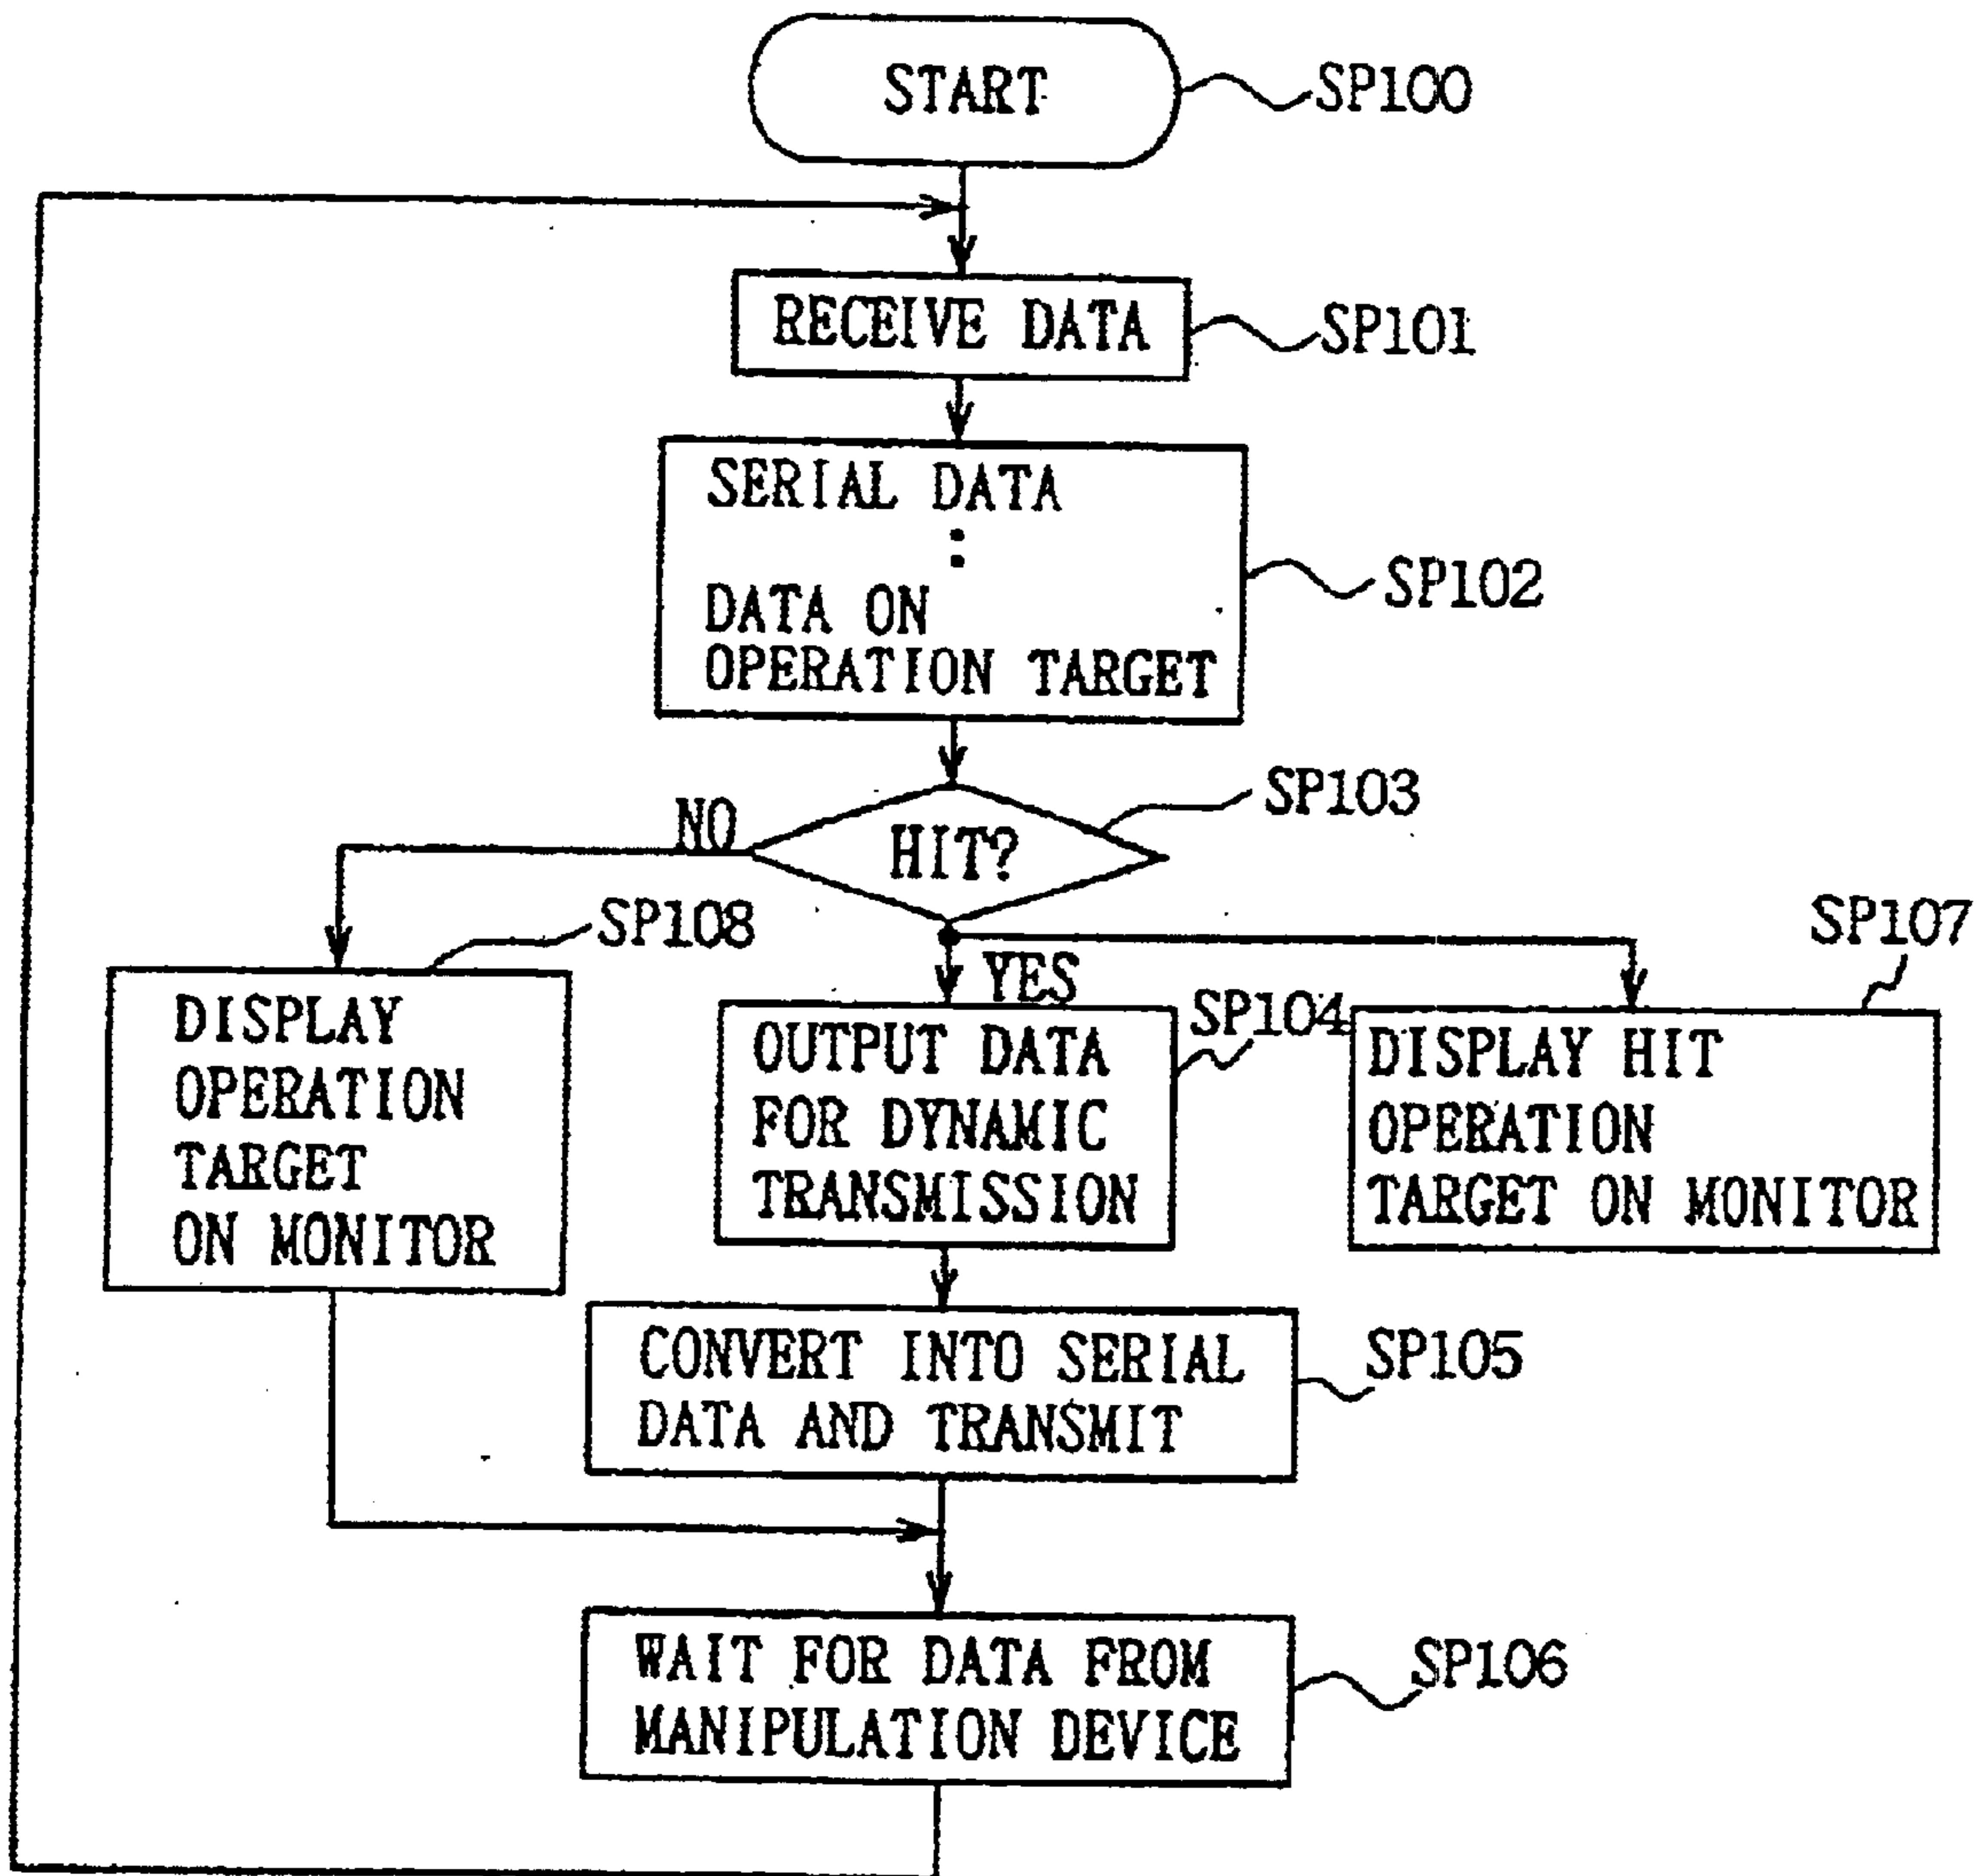 START
SP100
RECEIVE DATA
SP101
SERIAL DATA
:
DATA ON
OPERATION TARGET
SP102
HIT?
SP103
NO
YES
SP108
DISPLAY
OPERATION
TARGET
ON MONITOR
SP104
OUTPUT DATA
FOR DYNAMIC
TRANSMISSION
SP107
DISPLAY HIT
OPERATION
TARGET ON MONITOR
CONVERT INTO SERIAL
DATA AND TRANSMIT
SP105
WAIT FOR DATA FROM
MANIPULATION DEVICE
SP106